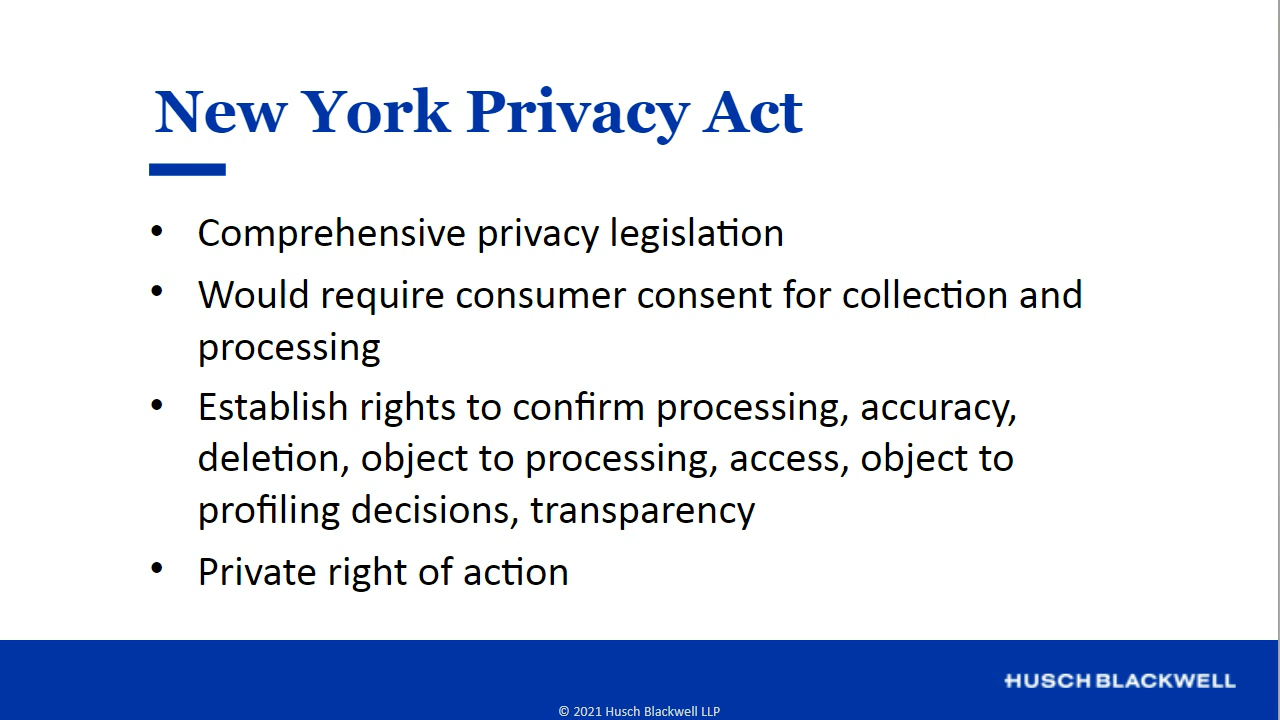 New York Privacy Act
• Comprehensive privacy legislation
• Would require consumer consent for collection and
processing
• Establish rights to confirm processing, accuracy,
deletion, object to processing, access, object to
profiling decisions, transparency
• Private right of action
HUSCH BLACKWELL
© 2021 Husch Blackwell LLP